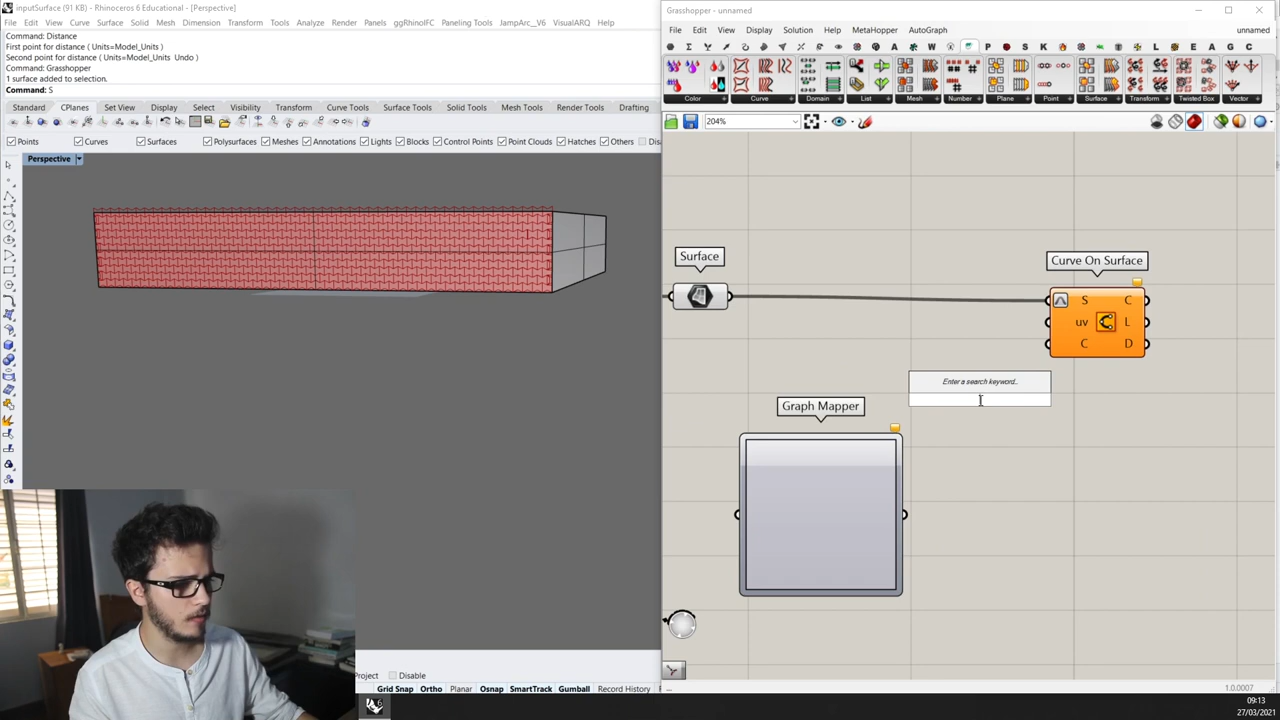 inputSurface (91 KB) - Rhinoceros 6 Educational - [Perspective]
File Edit View Curve Surface Solid Mesh Dimension Transform Tools Analyze Render Panels ggRhinoIFC Paneling Tools JampArc_V6 VisualARQ Help
Command: Distance
First point for distance ( Units=Model_Units )
Second point for distance ( Units=Model_Units Undo )
Command: Grasshopper
1 surface added to selection.
Command: S
Standard CPlanes Set View Display Select Visibility Transform Curve Tools Surface Tools Solid Tools Mesh Tools Render Tools Drafting
Points Curves Surfaces Polysurfaces Meshes Annotations Lights Blocks Control Points Point Clouds Hatches Others Disa
Perspective
Project Disable
Grid Snap Ortho Planar Osnap SmartTrack Gumball Record History F
Grasshopper - unnamed
File Edit View Display Solution Help MetaHopper AutoGraph unnamed
Color Curve Domain List Mesh Number Plane Point Surface Transform Twisted Box Vector
204%
Surface
Curve On Surface
S C
uv L
C D
Enter a search keyword...
Graph Mapper
1.0.0007
09:13
27/03/2021